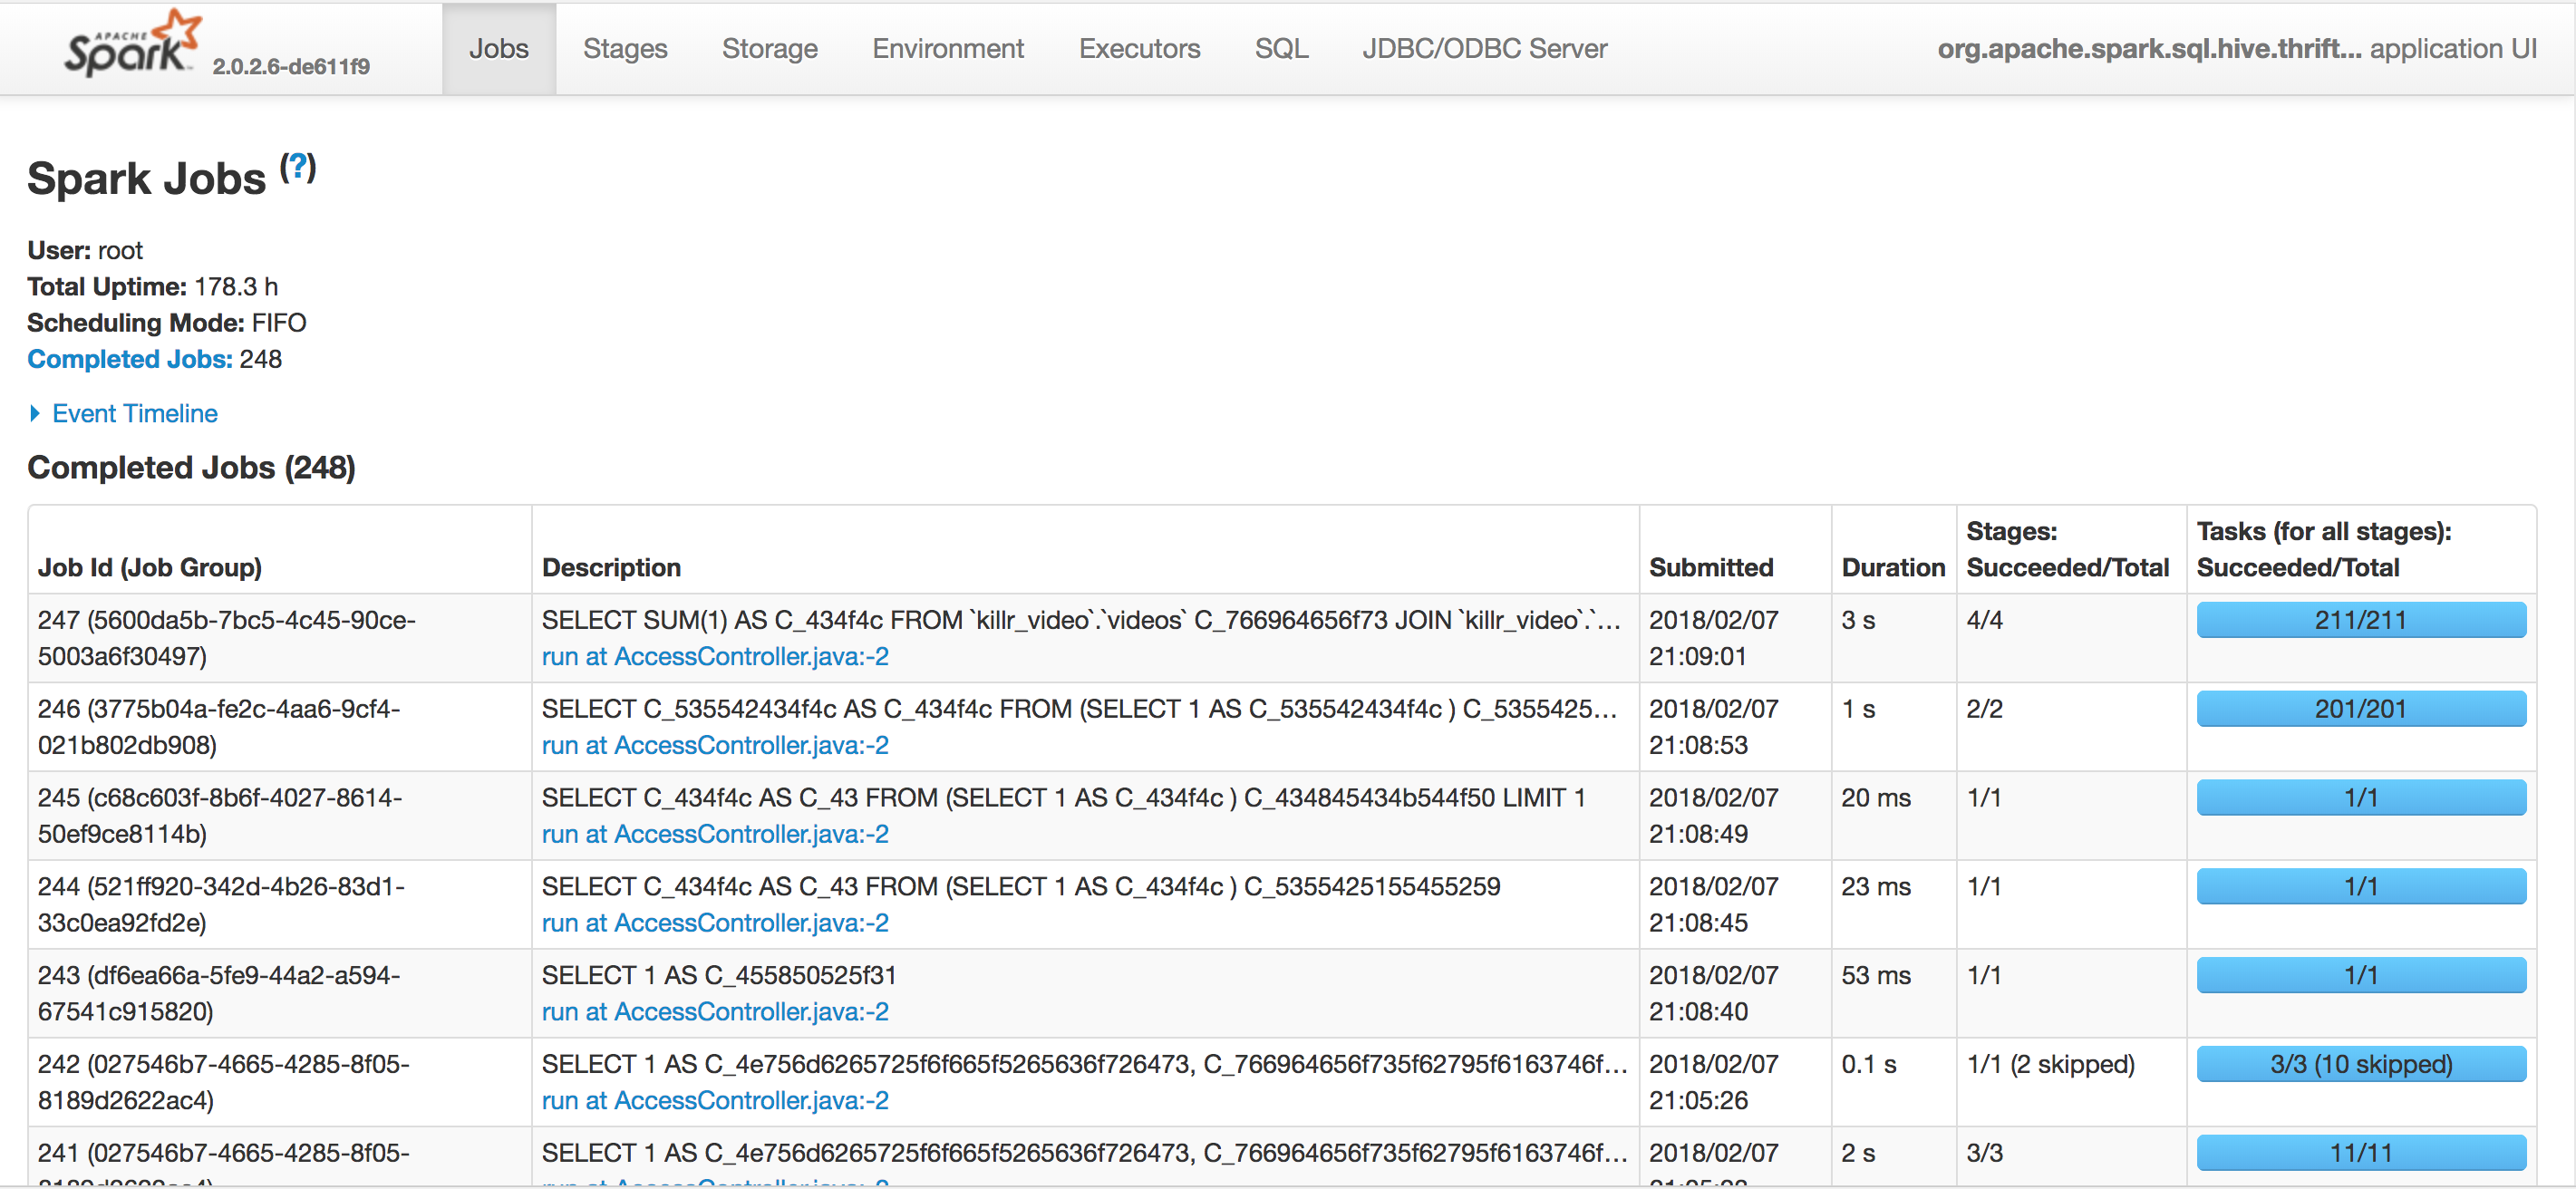 APACHE Spark 2.0.2.6-de611f9 Jobs Stages Storage Environment Executors SQL JDBC/ODBC Server org.apache.spark.sql.hive.thrift... application UI
Spark Jobs (?)
User: root
Total Uptime: 178.3 h
Scheduling Mode: FIFO
Completed Jobs: 248
Event Timeline
Completed Jobs (248)
Job Id (Job Group) Description Submitted Duration Stages: Succeeded/Total Tasks (for all stages): Succeeded/Total
247 (5600da5b-7bc5-4c45-90ce- SELECT SUM(1) AS C_434f4c FROM `killr_video`.`videos` C_766964656f73 JOIN `killr_video`.`... 2018/02/07 3 s 4/4 211/211
5003a6f30497) run at AccessController.java:-2 21:09:01
246 (3775b04a-fe2c-4aa6-9cf4- SELECT C_535542434f4c AS C_434f4c FROM (SELECT 1 AS C_535542434f4c ) C_5355425... 2018/02/07 1 s 2/2 201/201
021b802db908) run at AccessController.java:-2 21:08:53
245 (c68c603f-8b6f-4027-8614- SELECT C_434f4c AS C_43 FROM (SELECT 1 AS C_434f4c ) C_434845434b544f50 LIMIT 1 2018/02/07 20 ms 1/1 1/1
50ef9ce8114b) run at AccessController.java:-2 21:08:49
244 (521ff920-342d-4b26-83d1- SELECT C_434f4c AS C_43 FROM (SELECT 1 AS C_434f4c ) C_5355425155455259 2018/02/07 23 ms 1/1 1/1
33c0ea92fd2e) run at AccessController.java:-2 21:08:45
243 (df6ea66a-5fe9-44a2-a594- SELECT 1 AS C_455850525f31 2018/02/07 53 ms 1/1 1/1
67541c915820) run at AccessController.java:-2 21:08:40
242 (027546b7-4665-4285-8f05- SELECT 1 AS C_4e756d6265725f6f665f5265636f726473, C_766964656f735f62795f6163746f... 2018/02/07 0.1 s 1/1 (2 skipped) 3/3 (10 skipped)
8189d2622ac4) run at AccessController.java:-2 21:05:26
241 (027546b7-4665-4285-8f05- SELECT 1 AS C_4e756d6265725f6f665f5265636f726473, C_766964656f735f62795f6163746f... 2018/02/07 2 s 3/3 11/11